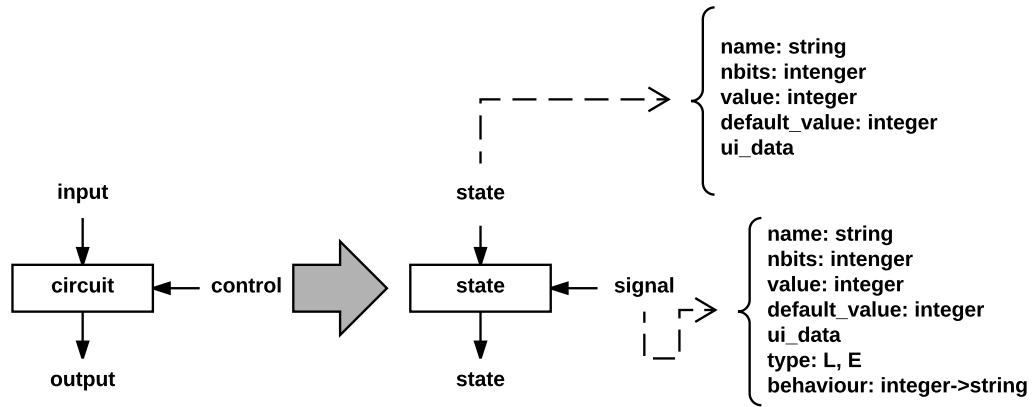 name: string
nbits: intenger
value: integer
default_value: integer
ui_data
input
state
circuit
control
state
signal
output
state
name: string
nbits: intenger
value: integer
default_value: integer
ui_data
type: L, E
behaviour: integer->string